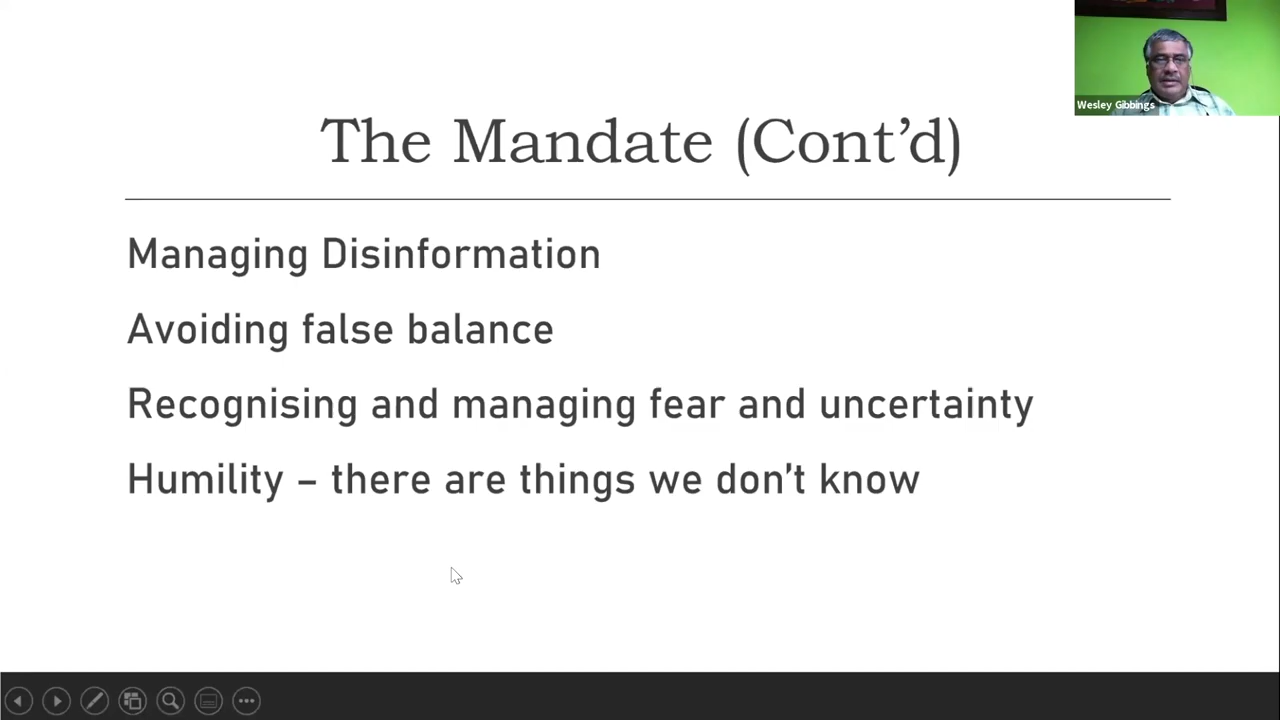 Wesley Gibbings
The Mandate (Cont’d)
Managing Disinformation
Avoiding false balance
Recognising and managing fear and uncertainty
Humility – there are things we don’t know